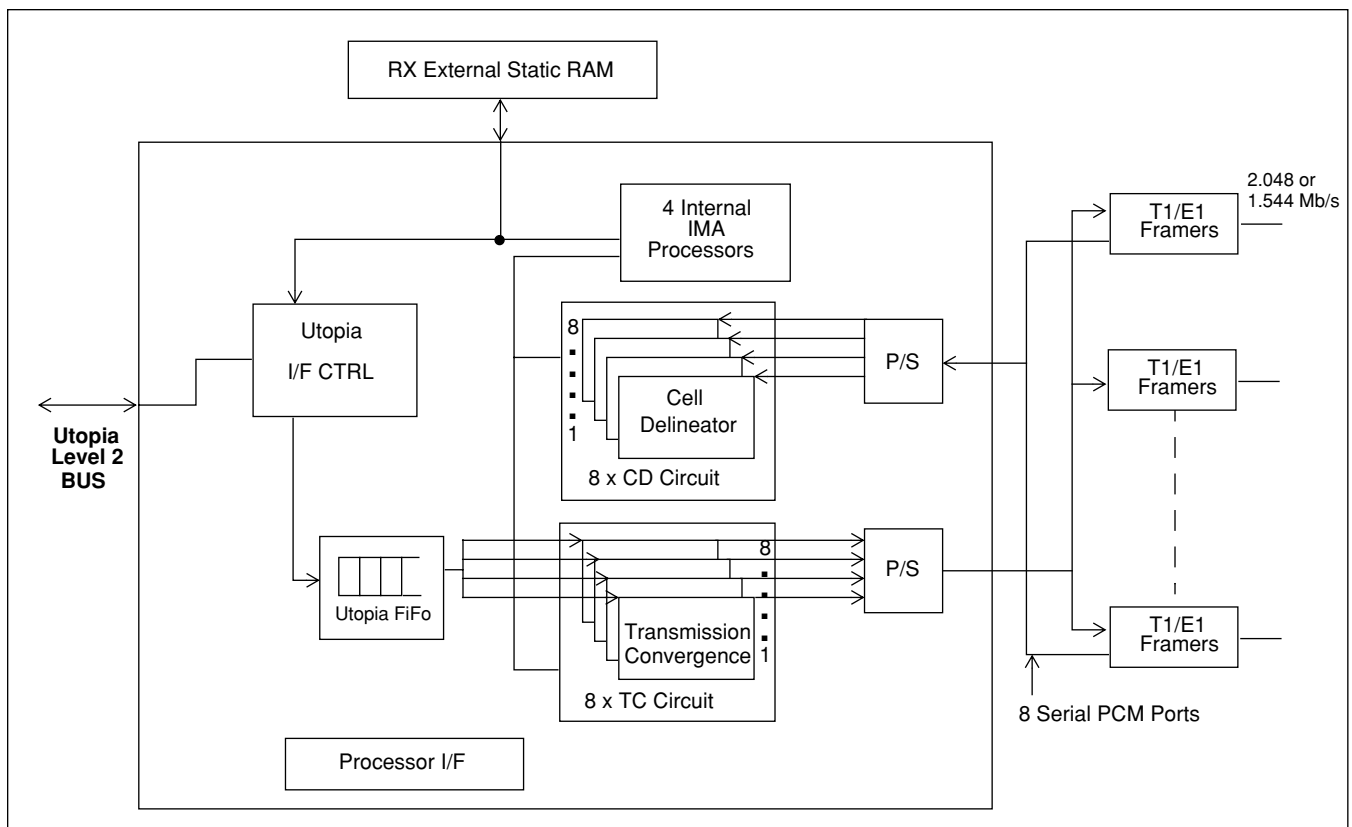 RX External Static RAM
4 Internal
IMA
Processors
2.048 or
1.544 Mb/s
T1/E1
Framers
Utopia
I/F CTRL
8
1
Cell
Delineator
8 x CD Circuit
P/S
T1/E1
Framers
Utopia
Level 2
BUS
Utopia FiFo
8
1
Transmission
Convergence
8 x TC Circuit
P/S
T1/E1
Framers
8 Serial PCM Ports
Processor I/F